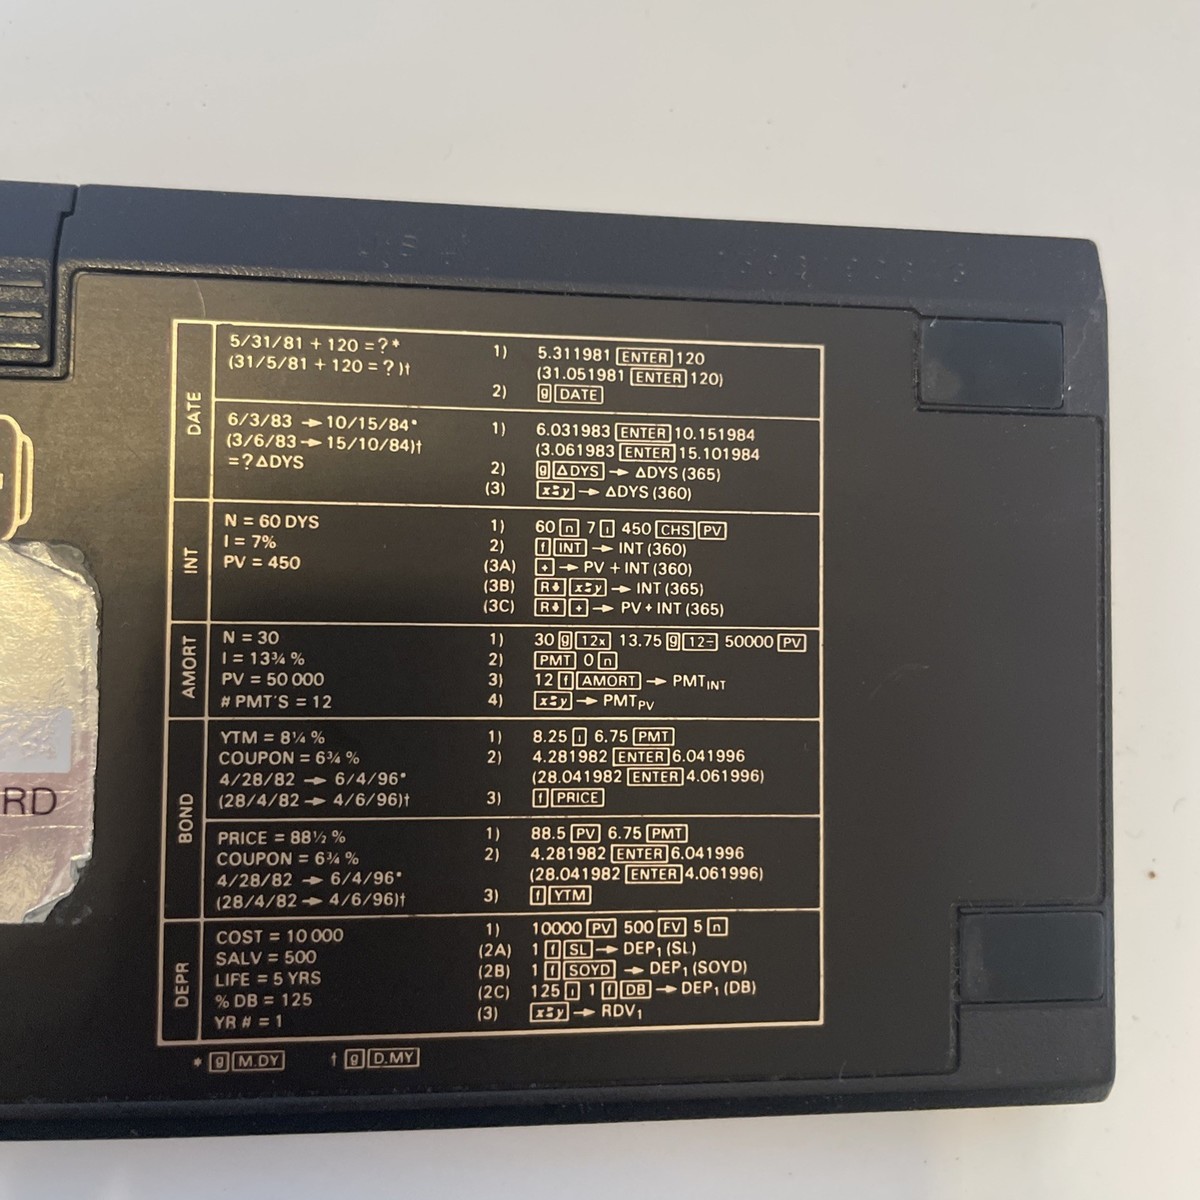 DATE
5/31/81 + 120 = ?* 1) 5.311981 ENTER 120
(31/5/81 + 120 = ?)† (31.051981 ENTER 120)
2) g DATE
6/3/83 → 10/15/84* 1) 6.031983 ENTER 10.151984
(3/6/83 → 15/10/84)† (3.061983 ENTER 15.101984
=?ΔDYS 2) g ΔDYS → ΔDYS (365)
(3) x≷y → ΔDYS (360)
INT
N = 60 DYS 1) 60 n 7 i 450 CHS PV
I = 7% 2) f INT → INT (360)
PV = 450 (3A) + → PV + INT (360)
(3B) R↓ x≷y → INT (365)
(3C) R↓ + → PV + INT (365)
AMORT
N = 30 1) 30 g 12x 13.75 g 12÷ 50000 PV
I = 13¾ % 2) PMT 0 n
PV = 50 000 3) 12 f AMORT → PMT INT
# PMT'S = 12 4) x≷y → PMT PV
BOND
YTM = 8¼ % 1) 8.25 i 6.75 PMT
COUPON = 6¾ % 2) 4.281982 ENTER 6.041996
4/28/82 → 6/4/96* (28.041982 ENTER 4.061996)
(28/4/82 → 4/6/96)† 3) f PRICE
PRICE = 88½ % 1) 88.5 PV 6.75 PMT
COUPON = 6¾ % 2) 4.281982 ENTER 6.041996
4/28/82 → 6/4/96* (28.041982 ENTER 4.061996)
(28/4/82 → 4/6/96)† 3) f YTM
DEPR
COST = 10 000 1) 10000 PV 500 FV 5 n
SALV = 500 (2A) 1 f SL → DEP₁ (SL)
LIFE = 5 YRS (2B) 1 f SOYD → DEP₁ (SOYD)
% DB = 125 (2C) 125 i 1 f DB → DEP₁ (DB)
YR # = 1 (3) x≷y → RDV₁
* g M.DY † g D.MY
RD